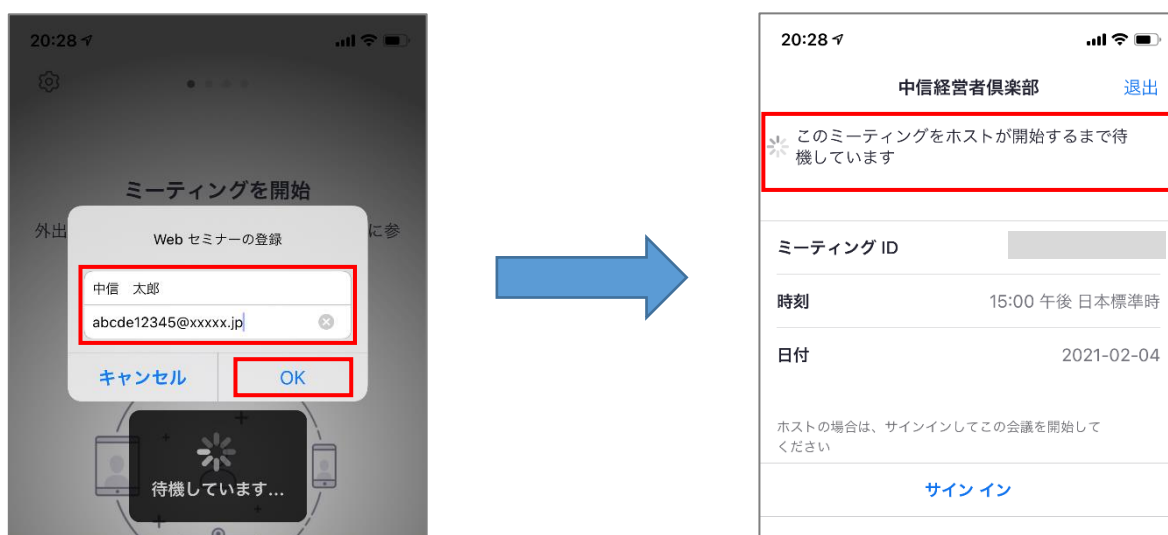 20:28
ミーティングを開始
外出
に参
Web セミナーの登録
中信　太郎
abcde12345@xxxxx.jp
キャンセル
OK
待機しています...
20:28
中信経営者俱楽部
退出
このミーティングをホストが開始するまで待
機しています
ミーティング ID
時刻
15:00 午後 日本標準時
日付
2021-02-04
ホストの場合は、サインインしてこの会議を開始して
ください
サイン イン